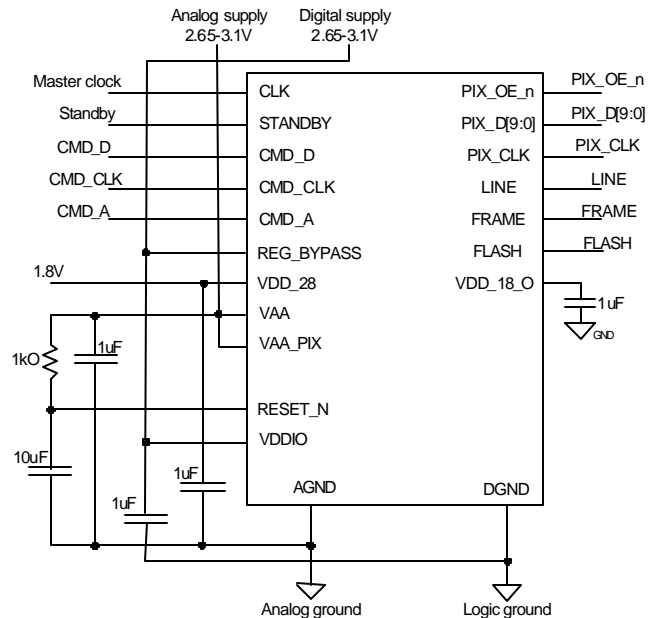 Analog supply
2.65-3.1V
Digital supply
2.65-3.1V
Master clock
CLK
PIX_OE_n
PIX_OE_n
Standby
STANDBY
PIX_D[9:0]
PIX_D[9:0]
CMD_D
CMD_D
PIX_CLK
PIX_CLK
CMD_CLK
CMD_CLK
LINE
LINE
CMD_A
CMD_A
FRAME
FRAME
REG_BYPASS
FLASH
FLASH
1.8V
VDD_28
VDD_18_O
VAA
1uF
GND
1kO
1uF
VAA_PIX
RESET_N
VDDIO
10uF
1uF
1uF
AGND
DGND
Analog ground
Logic ground